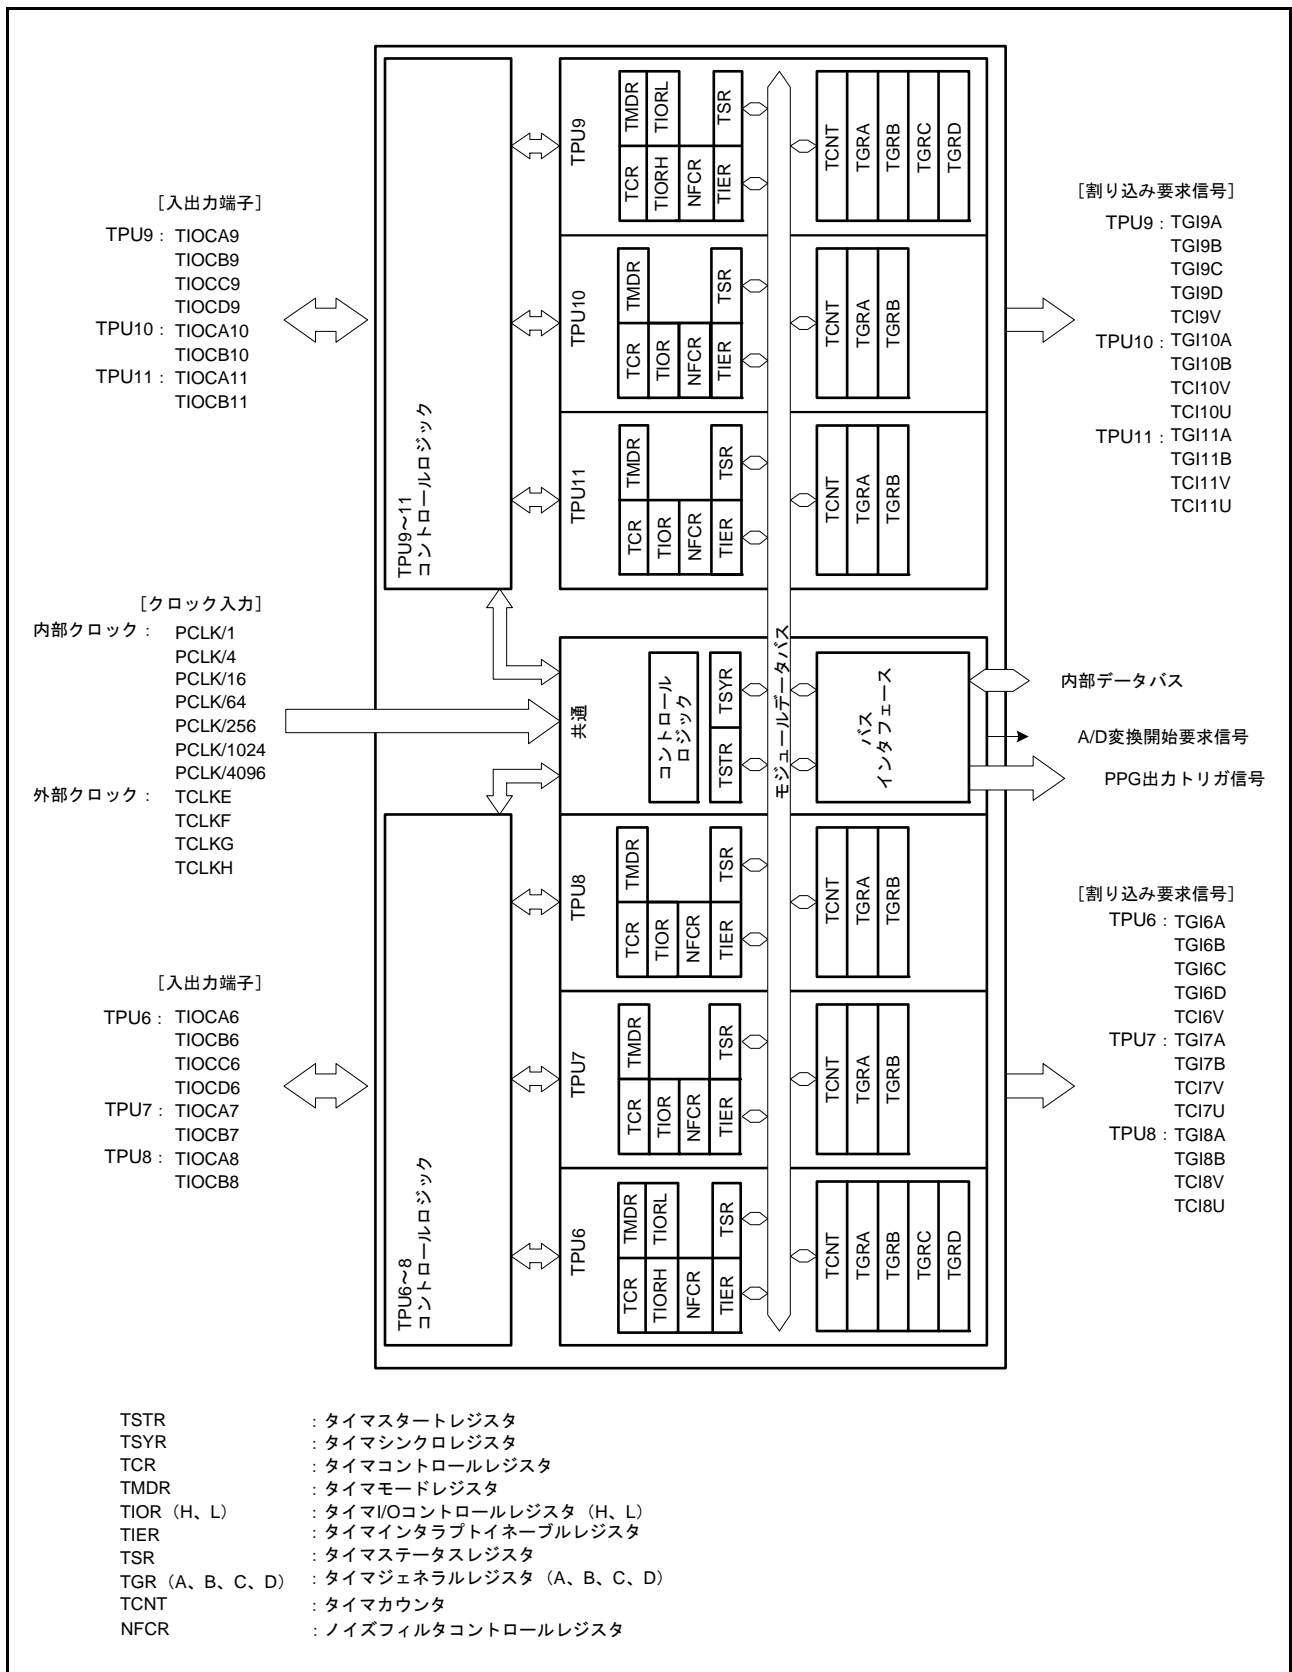 [入出力端子]
TPU9：TIOCA9
TIOCB9
TIOCC9
TIOCD9
TPU10：TIOCA10
TIOCB10
TPU11：TIOCA11
TIOCB11
[クロック入力]
内部クロック：PCLK/1
PCLK/4
PCLK/16
PCLK/64
PCLK/256
PCLK/1024
PCLK/4096
外部クロック：TCLKE
TCLKF
TCLKG
TCLKH
[入出力端子]
TPU6：TIOCA6
TIOCB6
TIOCC6
TIOCD6
TPU7：TIOCA7
TIOCB7
TPU8：TIOCA8
TIOCB8
TPU9～11
コントロールロジック
TPU6～8
コントロールロジック
TPU9
TCR TMDR
TIORH TIORL
NFCR
TIER TSR
TCNT
TGRA
TGRB
TGRC
TGRD
TPU10
TCR TMDR
TIOR
NFCR
TIER TSR
TCNT
TGRA
TGRB
TPU11
TCR TMDR
TIOR
NFCR
TIER TSR
TCNT
TGRA
TGRB
共通
コントロール
ロジック
TSTR TSYR
モジュールデータバス
バス
インタフェース
TPU8
TCR TMDR
TIOR
NFCR
TIER TSR
TCNT
TGRA
TGRB
TPU7
TCR TMDR
TIOR
NFCR
TIER TSR
TCNT
TGRA
TGRB
TPU6
TCR TMDR
TIORH TIORL
NFCR
TIER TSR
TCNT
TGRA
TGRB
TGRC
TGRD
[割り込み要求信号]
TPU9：TGI9A
TGI9B
TGI9C
TGI9D
TCI9V
TPU10：TGI10A
TGI10B
TCI10V
TCI10U
TPU11：TGI11A
TGI11B
TCI11V
TCI11U
内部データバス
A/D変換開始要求信号
PPG出力トリガ信号
[割り込み要求信号]
TPU6：TGI6A
TGI6B
TGI6C
TGI6D
TCI6V
TPU7：TGI7A
TGI7B
TCI7V
TCI7U
TPU8：TGI8A
TGI8B
TCI8V
TCI8U
TSTR ：タイマスタートレジスタ
TSYR ：タイマシンクロレジスタ
TCR ：タイマコントロールレジスタ
TMDR ：タイマモードレジスタ
TIOR（H、L） ：タイマI/Oコントロールレジスタ（H、L）
TIER ：タイマインタラプトイネーブルレジスタ
TSR ：タイマステータスレジスタ
TGR（A、B、C、D） ：タイマジェネラルレジスタ（A、B、C、D）
TCNT ：タイマカウンタ
NFCR ：ノイズフィルタコントロールレジスタ